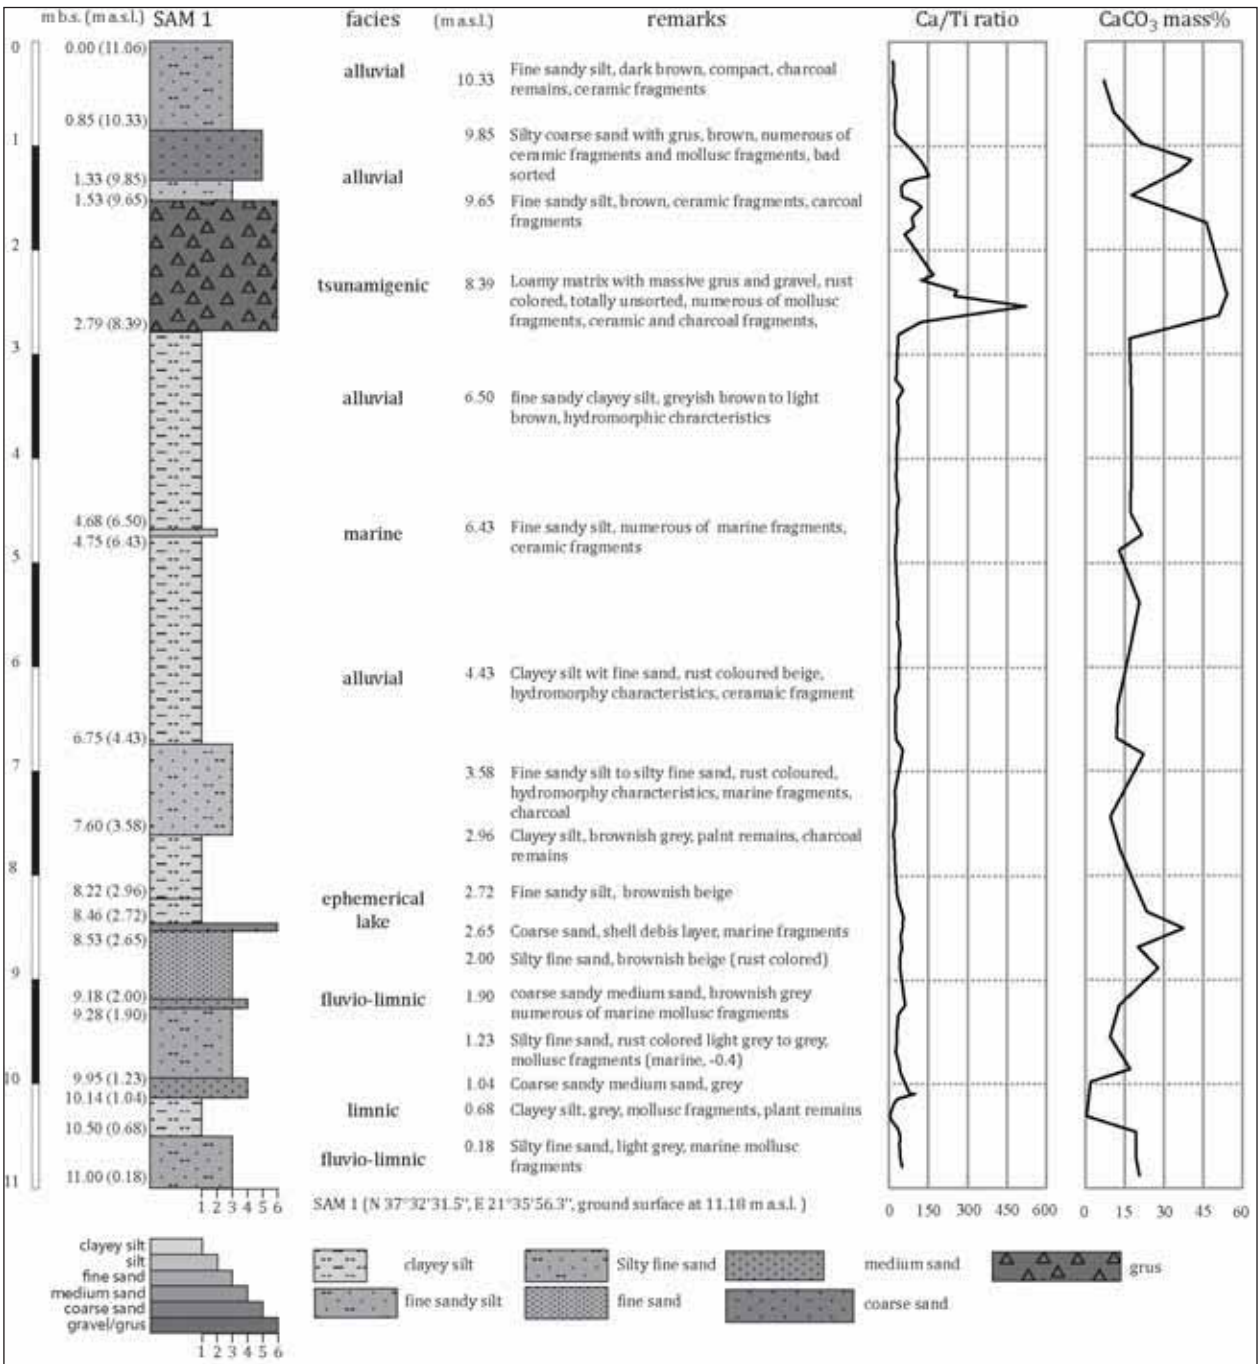 m b.s. (m a.s.l.) SAM 1 facies (m a.s.l.) remarks Ca/Ti ratio CaCO3 mass%
0
1
2
3
4
5
6
7
8
9
10
11
0.00 (11.06)
0.85 (10.33)
1.33 (9.85)
1.53 (9.65)
2.79 (8.39)
4.68 (6.50)
4.75 (6.43)
6.75 (4.43)
7.60 (3.58)
8.22 (2.96)
8.46 (2.72)
8.53 (2.65)
9.18 (2.00)
9.28 (1.90)
9.95 (1.23)
10.14 (1.04)
10.50 (0.68)
11.00 (0.18)
1 2 3 4 5 6
alluvial
alluvial
tsunamigenic
alluvial
marine
alluvial
ephemerical
lake
fluvio-limnic
limnic
fluvio-limnic
10.33 Fine sandy silt, dark brown, compact, charcoal
remains, ceramic fragments
9.85 Silty coarse sand with grus, brown, numerous of
ceramic fragments and mollusc fragments, bad
sorted
9.65 Fine sandy silt, brown, ceramic fragments, carcoal
fragments
8.39 Loamy matrix with massive grus and gravel, rust
colored, totally unsorted, numerous of mollusc
fragments, ceramic and charcoal fragments,
6.50 fine sandy clayey silt, greyish brown to light
brown, hydromorphic chrarcteristics
6.43 Fine sandy silt, numerous of marine fragments,
ceramic fragments
4.43 Clayey silt wit fine sand, rust coloured beige,
hydromorphy characteristics, ceramaic fragment
3.58 Fine sandy silt to silty fine sand, rust coloured,
hydromorphy characteristics, marine fragments,
charcoal
2.96 Clayey silt, brownish grey, palnt remains, charcoal
remains
2.72 Fine sandy silt, brownish beige
2.65 Coarse sand, shell debis layer, marine fragments
2.00 Silty fine sand, brownish beige (rust colored)
1.90 coarse sandy medium sand, brownish grey
numerous of marine mollusc fragments
1.23 Silty fine sand, rust colored light grey to grey,
mollusc fragments (marine, -0.4)
1.04 Coarse sandy medium sand, grey
0.68 Clayey silt, grey, mollusc fragments, plant remains
0.18 Silty fine sand, light grey, marine mollusc
fragments
SAM 1 (N 37°32'31.5", E 21°35'56.3", ground surface at 11.18 m a.s.l. )
0 150 300 450 600
0 15 30 45 60
clayey silt
silt
fine sand
medium sand
coarse sand
gravel/grus
1 2 3 4 5 6
clayey silt
Silty fine sand
medium sand
grus
fine sandy silt
fine sand
coarse sand